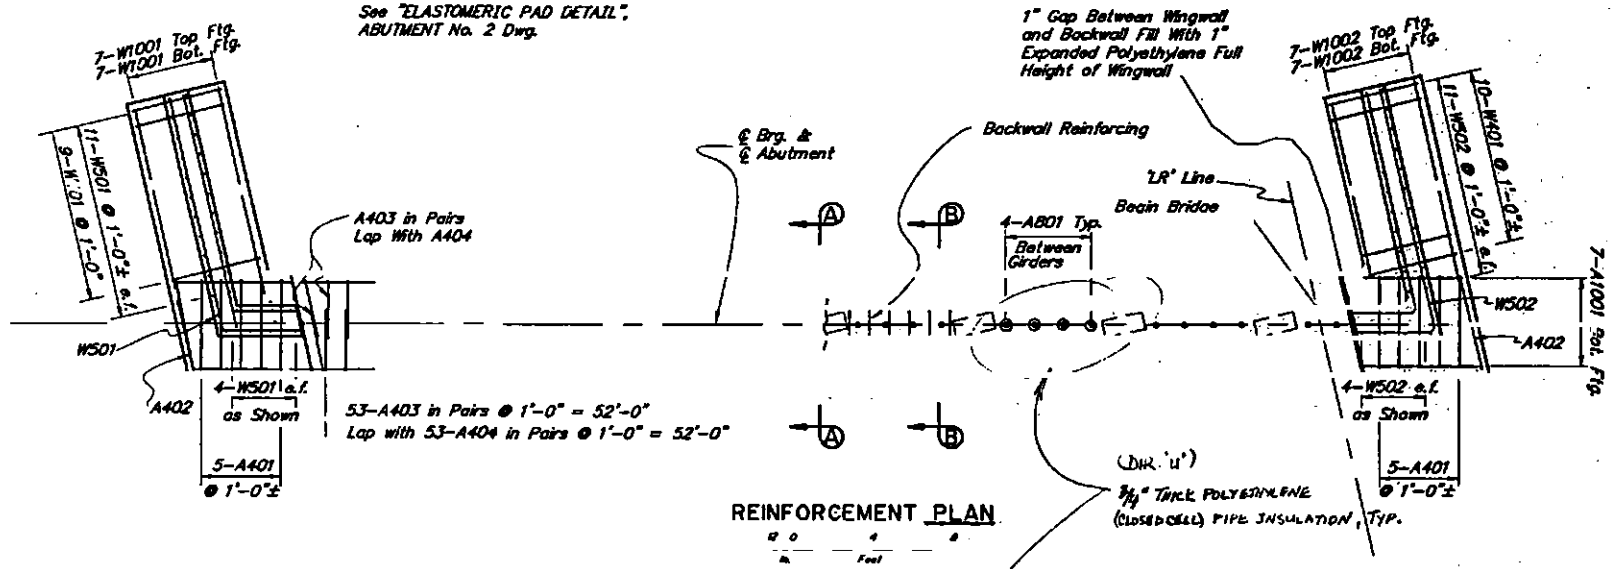 See "ELASTOMERIC PAD DETAIL",
ABUTMENT No. 2 Dwg.
7-W1001 Top Ftg.
7-W1001 Bot. Ftg.
11-W501 @ 1'-0"± e.f.
@ 1'-0"
A403 in Pairs
Lap With A404
W501
A402
4-W501 e.f.
as Shown
5-A401
@ 1'-0"±
53-A403 in Pairs @ 1'-0" = 52'-0"
Lap with 53-A404 in Pairs @ 1'-0" = 52'-0"
℄ Brg. &
℄ Abutment
A
B
A
B
Backwall Reinforcing
4-A801 Typ.
Between
Girders
1" Gap Between Wingwall
and Backwall Fill With 1"
Expanded Polyethylene Full
Height of Wingwall
"LR" Line
Begin Bridge
7-W1002 Top Ftg.
7-W1002 Bot. Ftg.
10-W401 @ 1'-0"±
11-W502 @ 1'-0"± e.f.
7-A1001 Bot. Ftg.
W502
A402
4-W502 e.f.
as Shown
5-A401
@ 1'-0"±
3/4" THICK POLYETHYLENE
(CLOSED CELL) PIPE INSULATION, TYP.
REINFORCEMENT PLAN
12 0 4 8
In. Feet